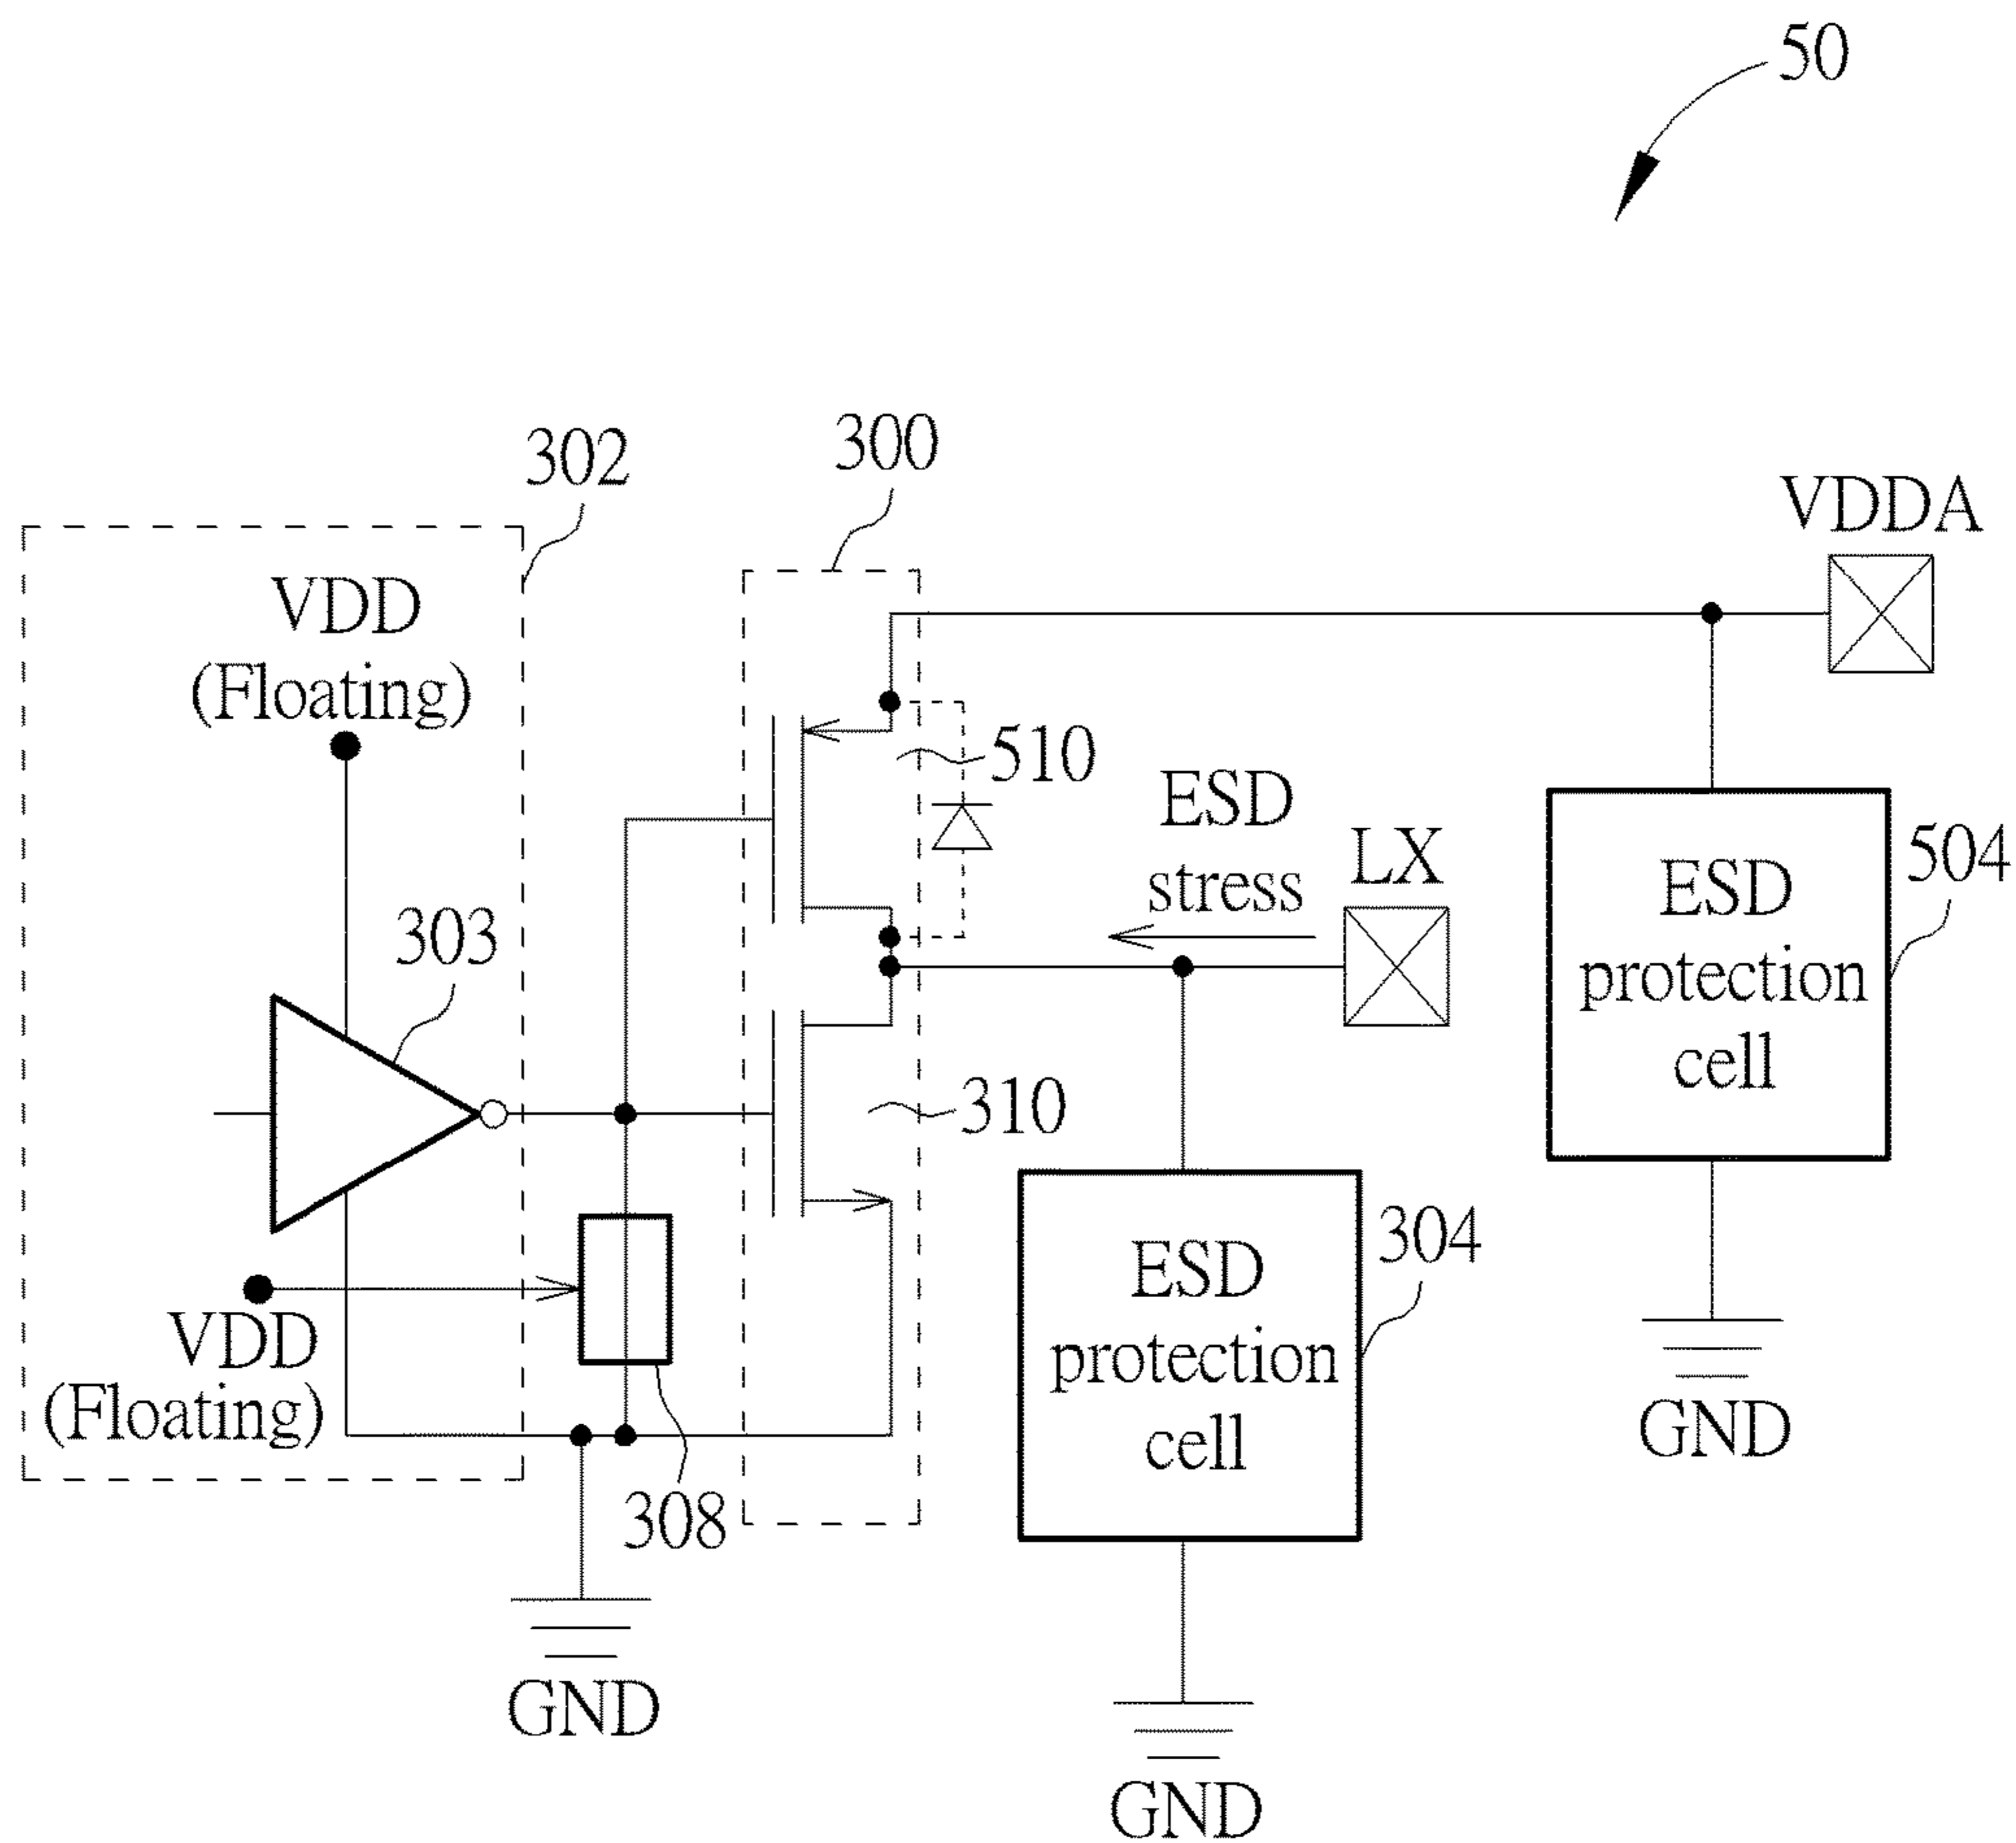 50
300
302
VDDA
VDD
(Floating)
510
ESD
stress
LX
504
ESD
protection
cell
303
310
304
ESD
protection
cell
VDD
(Floating)
308
GND
GND
GND